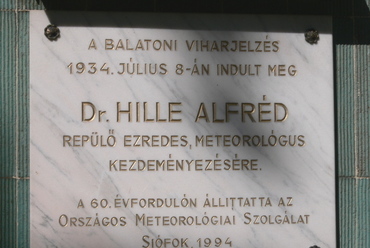 A BALATONI VIHARJELZÉS
1934. JÚLIUS 8-ÁN INDULT MEG
Dr. HILLE ALFRÉD
REPÜLŐ EZREDES, METEOROLÓGUS
KEZDEMÉNYEZÉSÉRE.
A 60. ÉVFORDULÓN ÁLLITTATTA AZ
ORSZÁGOS METEOROLÓGIAI SZOLGÁLAT
SIÓFOK, 1994